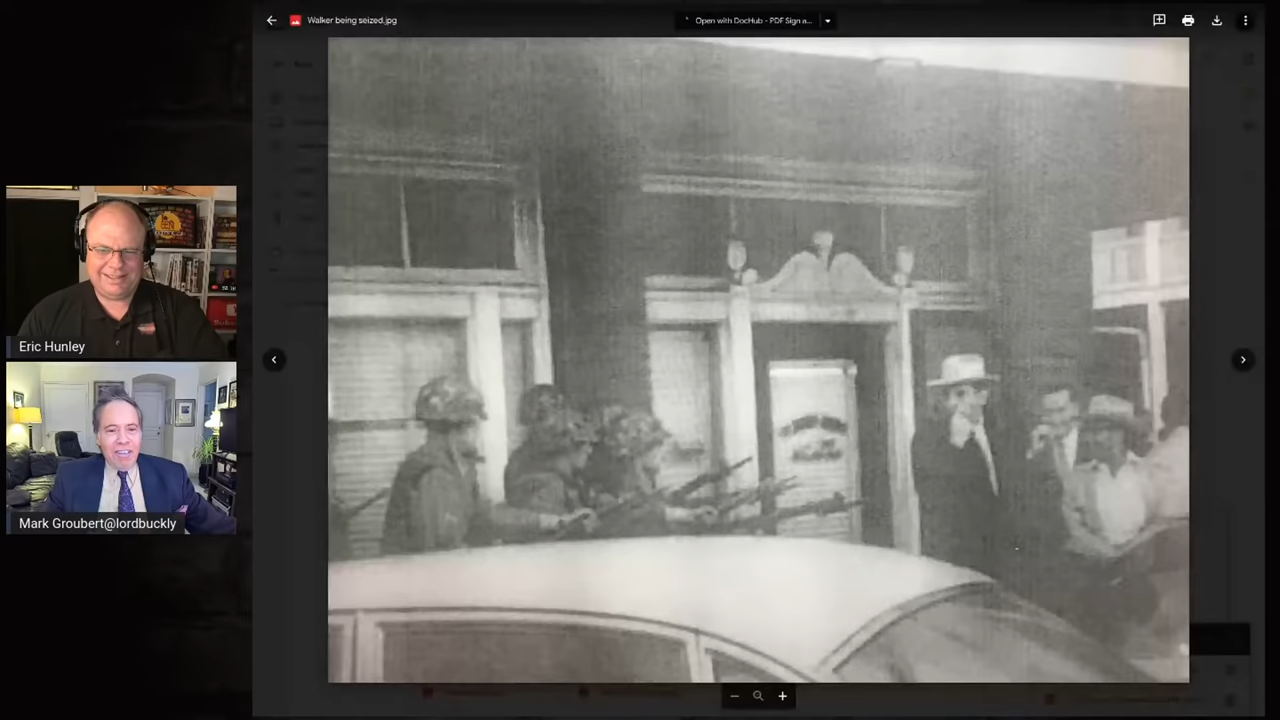 Walker being seized.jpg
Open with DocHub - PDF Sign a...
Eric Hunley
Mark Groubert@lordbuckly